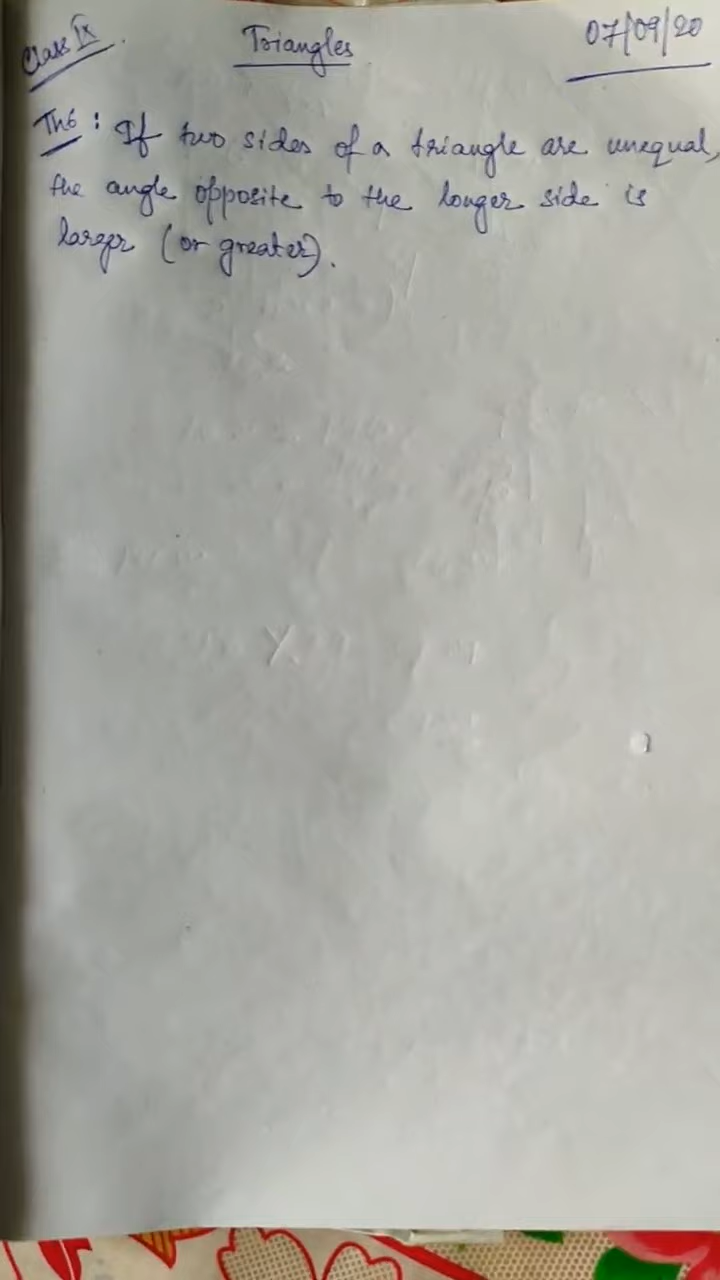 Class IX. Triangles 07/09/20
Th6: If two sides of a triangle are unequal,
the angle opposite to the longer side is
larger (or greater).